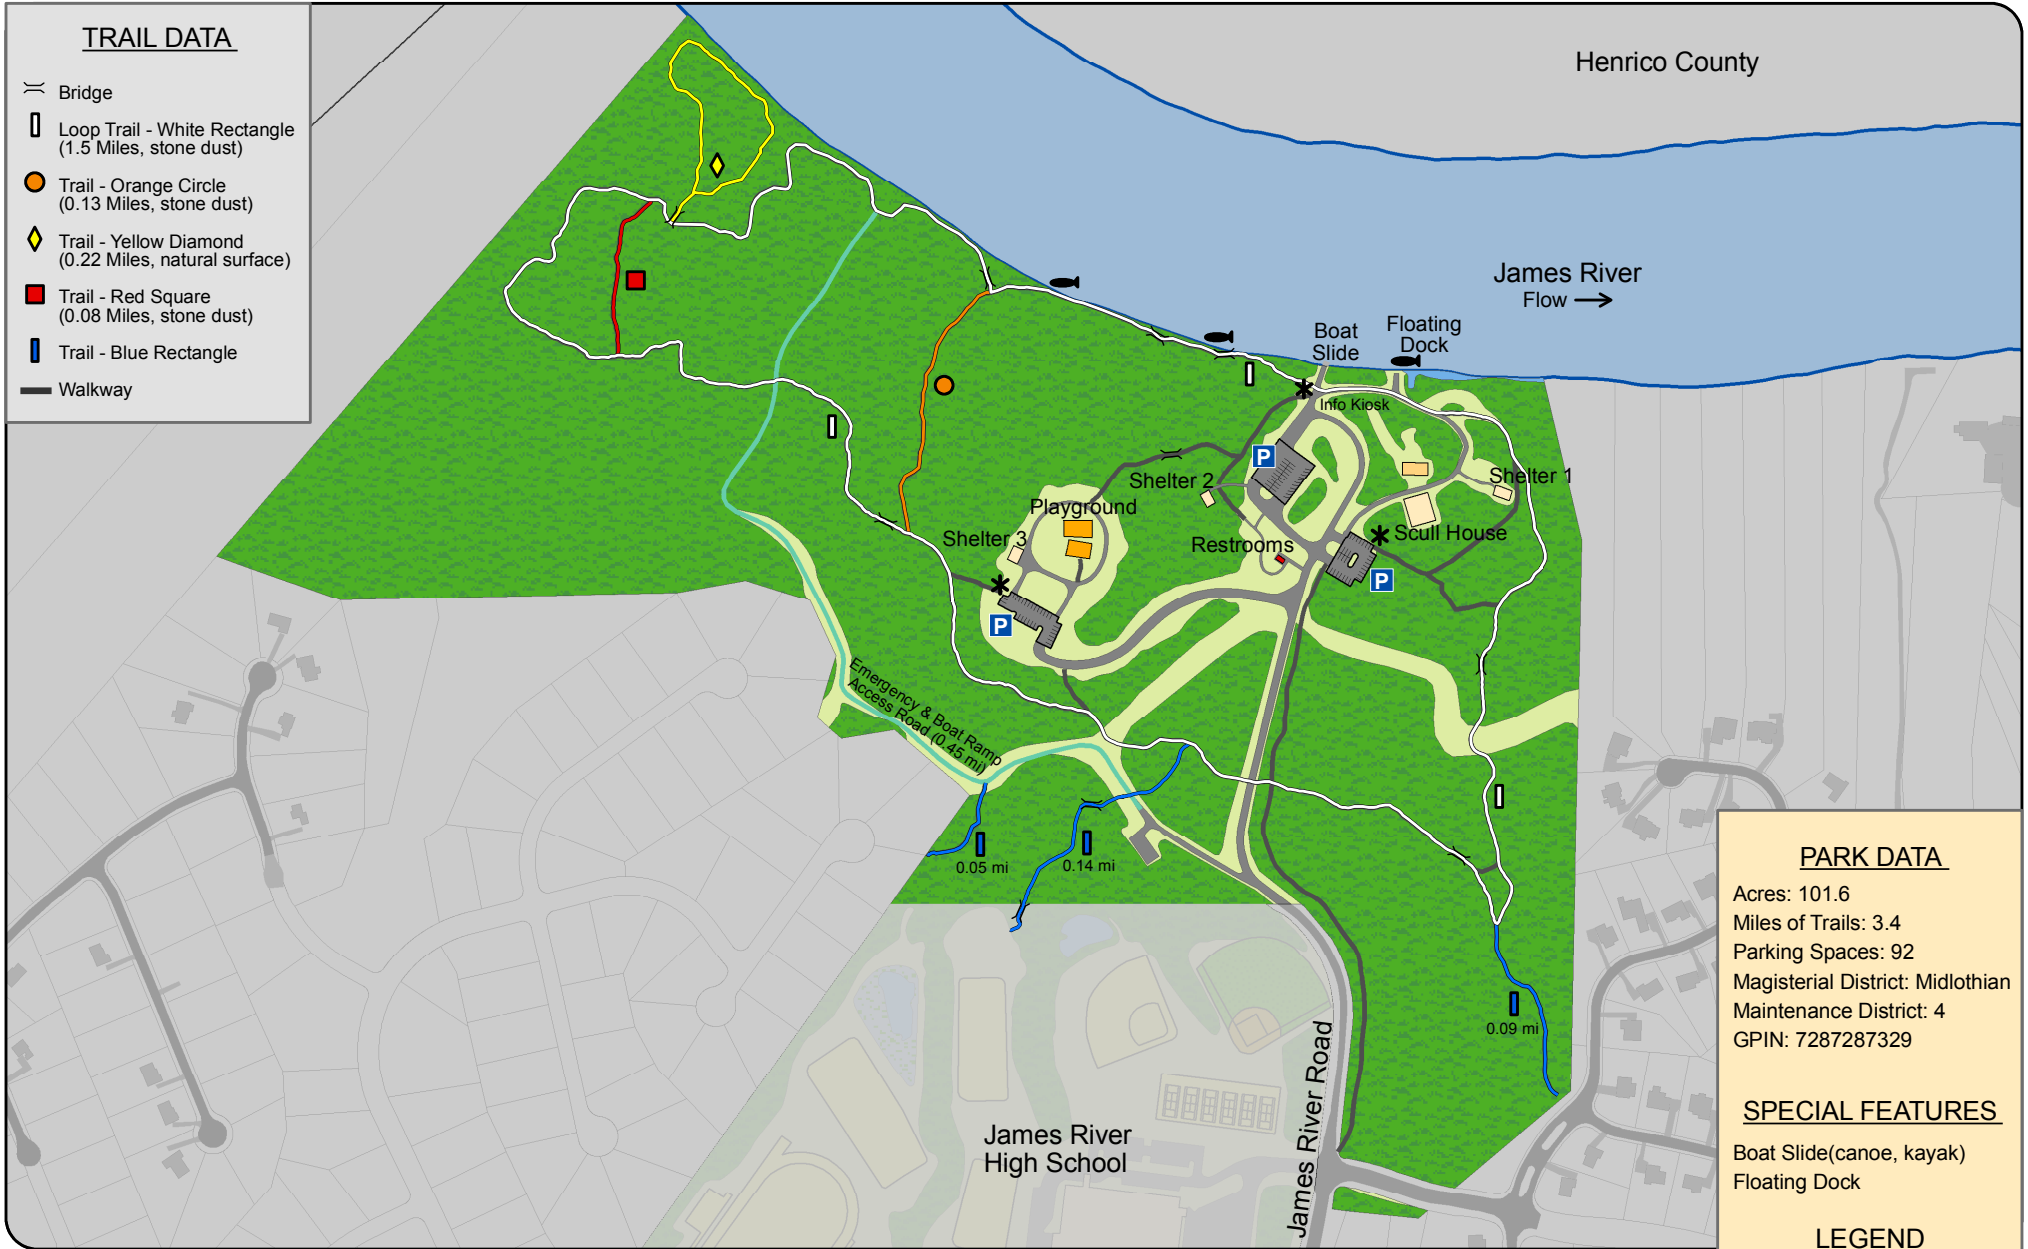 TRAIL DATA
Bridge
Loop Trail - White Rectangle
(1.5 Miles, stone dust)
Trail - Orange Circle
(0.13 Miles, stone dust)
Trail - Yellow Diamond
(0.22 Miles, natural surface)
Trail - Red Square
(0.08 Miles, stone dust)
Trail - Blue Rectangle
Walkway
Henrico County
James River
Flow
Boat
Slide
Floating
Dock
Info Kiosk
P
Shelter 2
Shelter 1
Playground
Shelter 3
Restrooms
Scull House
P
P
Emergency & Boat Ramp
Access Road (0.45 mi)
0.05 mi
0.14 mi
0.09 mi
James River
High School
James River Road
PARK DATA
Acres: 101.6
Miles of Trails: 3.4
Parking Spaces: 92
Magisterial District: Midlothian
Maintenance District: 4
GPIN: 7287287329
SPECIAL FEATURES
Boat Slide(canoe, kayak)
Floating Dock
LEGEND